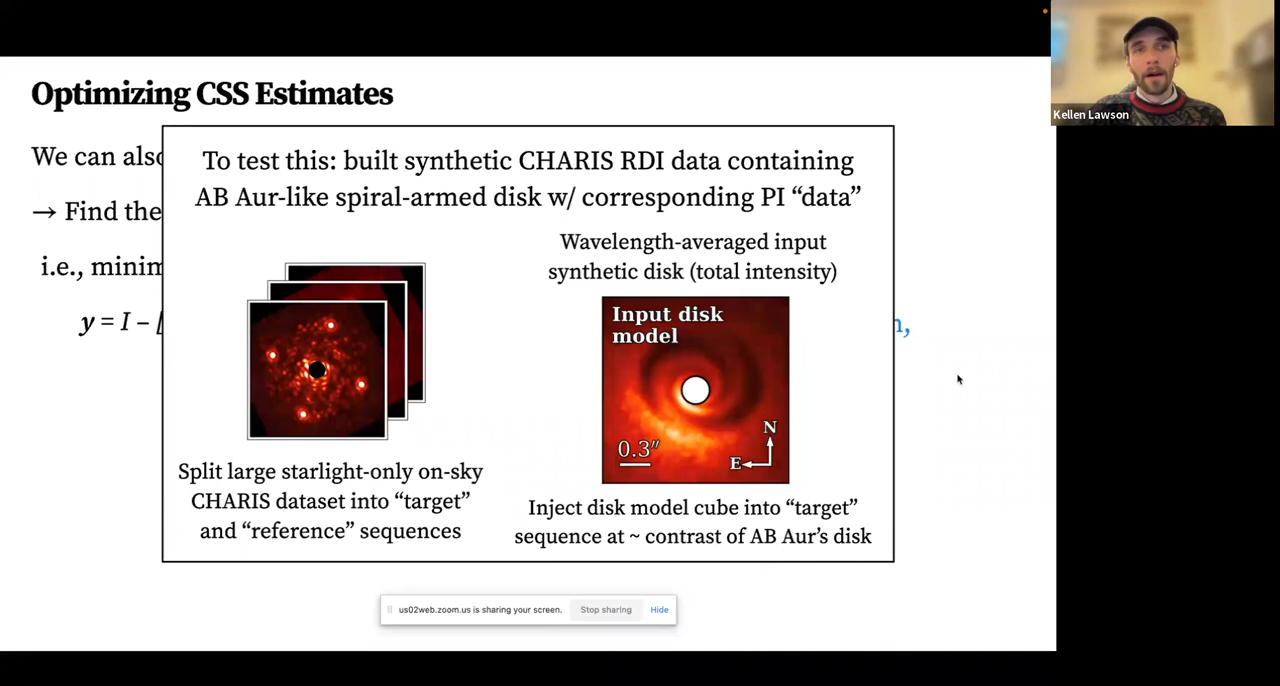 Optimizing CSS Estimates
We can also
→ Find the
i.e., minim
y = I – [
n,
To test this: built synthetic CHARIS RDI data containing
AB Aur-like spiral-armed disk w/ corresponding PI “data”
Split large starlight-only on-sky
CHARIS dataset into “target”
and “reference” sequences
Wavelength-averaged input
synthetic disk (total intensity)
Input disk
model
0.3″
N
E
Inject disk model cube into “target”
sequence at ~ contrast of AB Aur’s disk
us02web.zoom.us is sharing your screen. Stop sharing Hide
Kellen Lawson